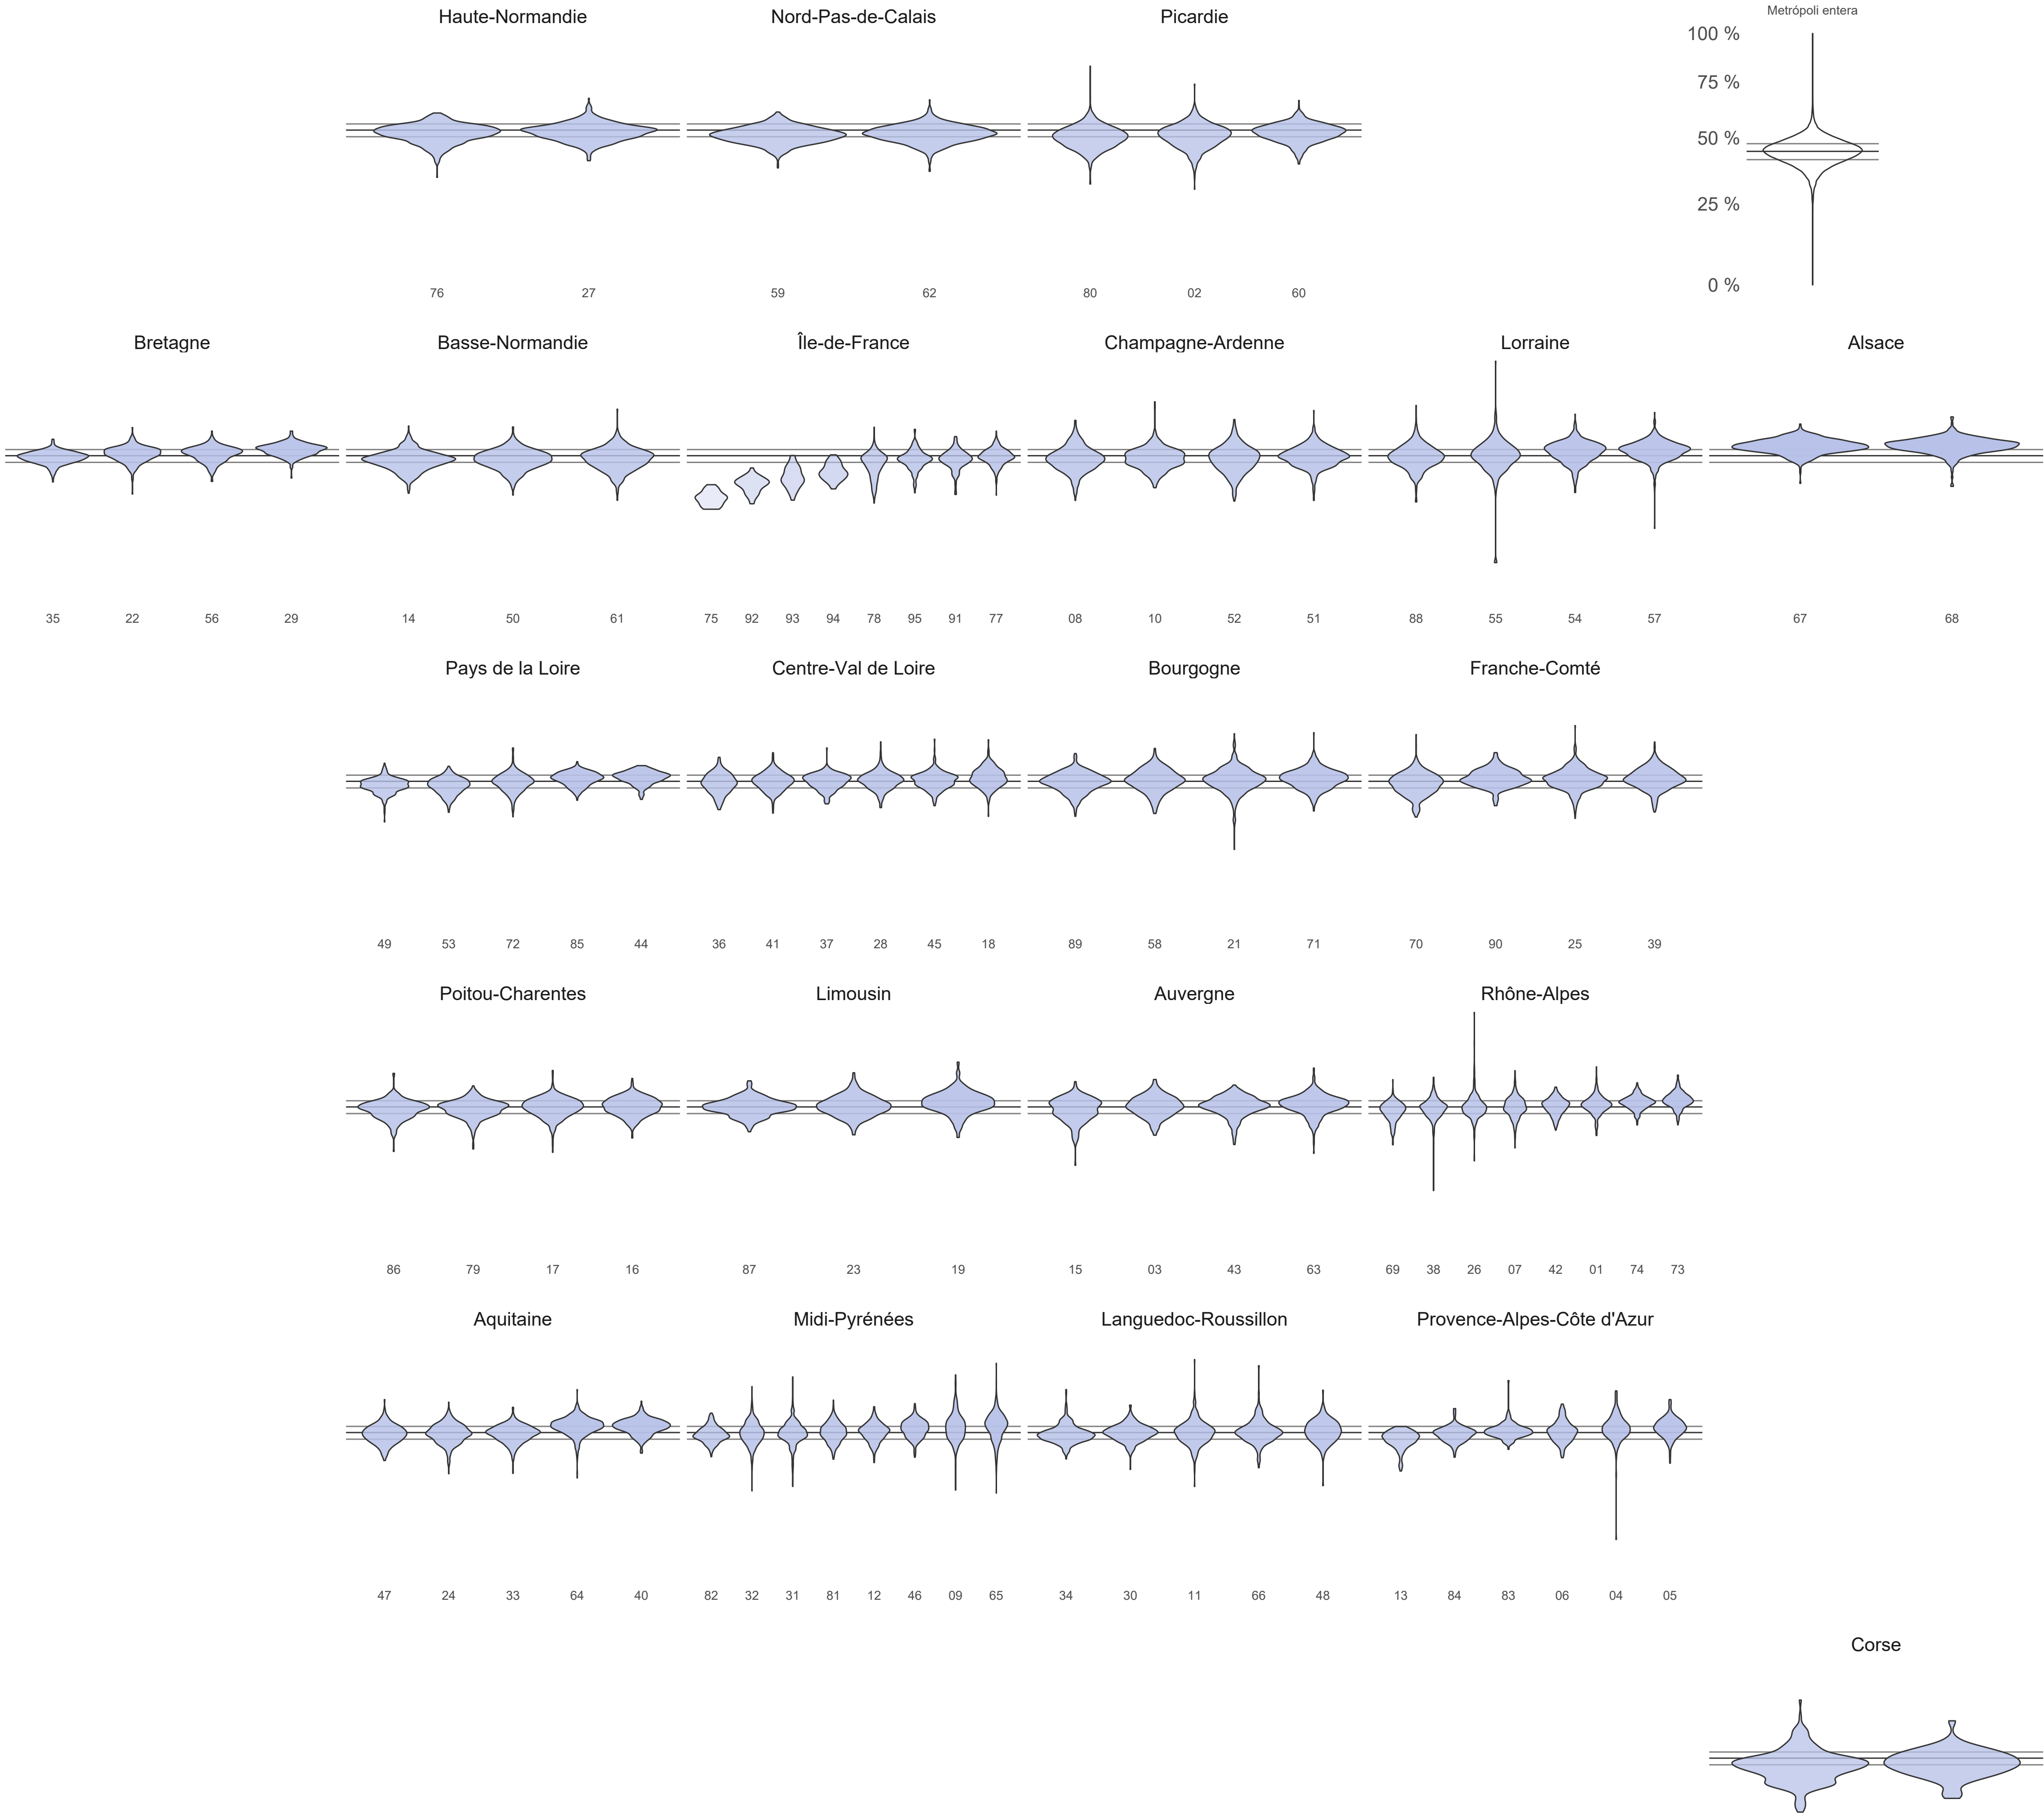 Haute-Normandie Nord-Pas-de-Calais Picardie Metrópoli entera
100 %
75 %
50 %
25 %
0 %
76 27 59 62 80 02 60
Bretagne Basse-Normandie Île-de-France Champagne-Ardenne Lorraine Alsace
35 22 56 29 14 50 61 75 92 93 94 78 95 91 77 08 10 52 51 88 55 54 57 67 68
Pays de la Loire Centre-Val de Loire Bourgogne Franche-Comté
49 53 72 85 44 36 41 37 28 45 18 89 58 21 71 70 90 25 39
Poitou-Charentes Limousin Auvergne Rhône-Alpes
86 79 17 16 87 23 19 15 03 43 63 69 38 26 07 42 01 74 73
Aquitaine Midi-Pyrénées Languedoc-Roussillon Provence-Alpes-Côte d'Azur
47 24 33 64 40 82 32 31 81 12 46 09 65 34 30 11 66 48 13 84 83 06 04 05
Corse